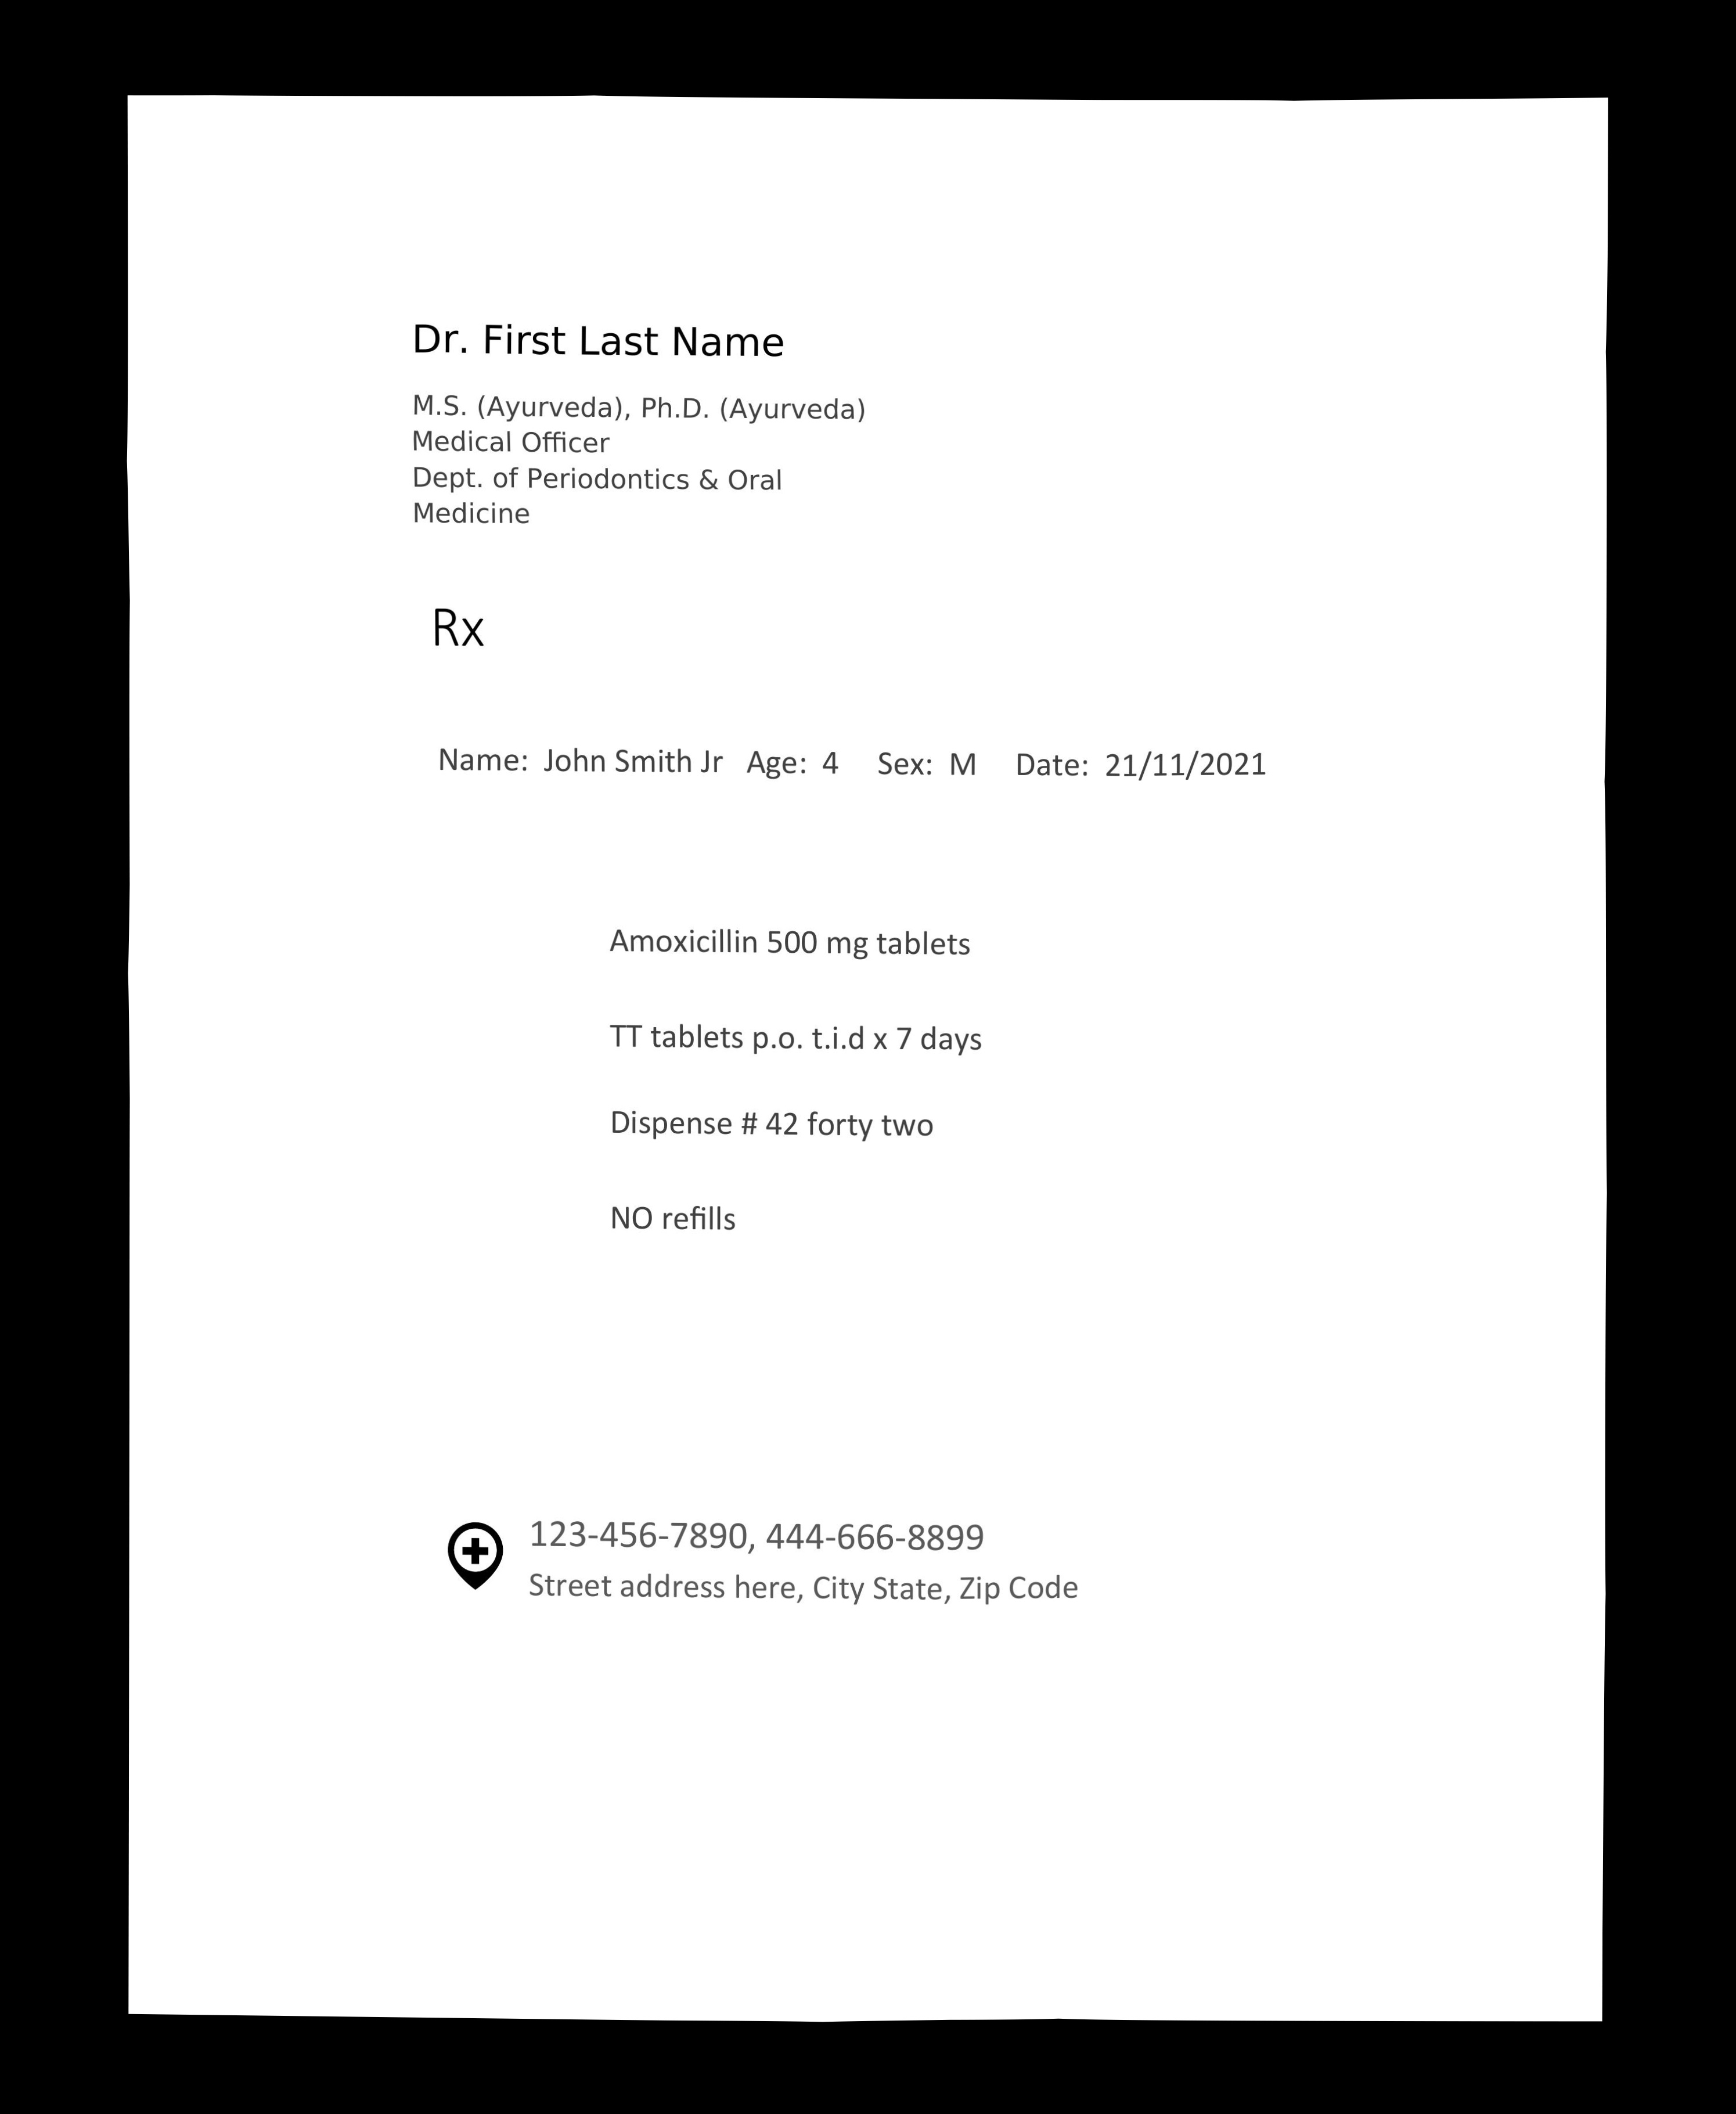 Dr. First Last Name
M.S. (Ayurveda), Ph.D. (Ayurveda)
Medical Officer
Dept. of Periodontics & Oral
Medicine
Rx
Name: John Smith Jr Age: 4 Sex: M Date: 21/11/2021
Amoxicillin 500 mg tablets
TT tablets p.o. t.i.d x 7 days
Dispense # 42 forty two
NO refills
123-456-7890, 444-666-8899
Street address here, City State, Zip Code